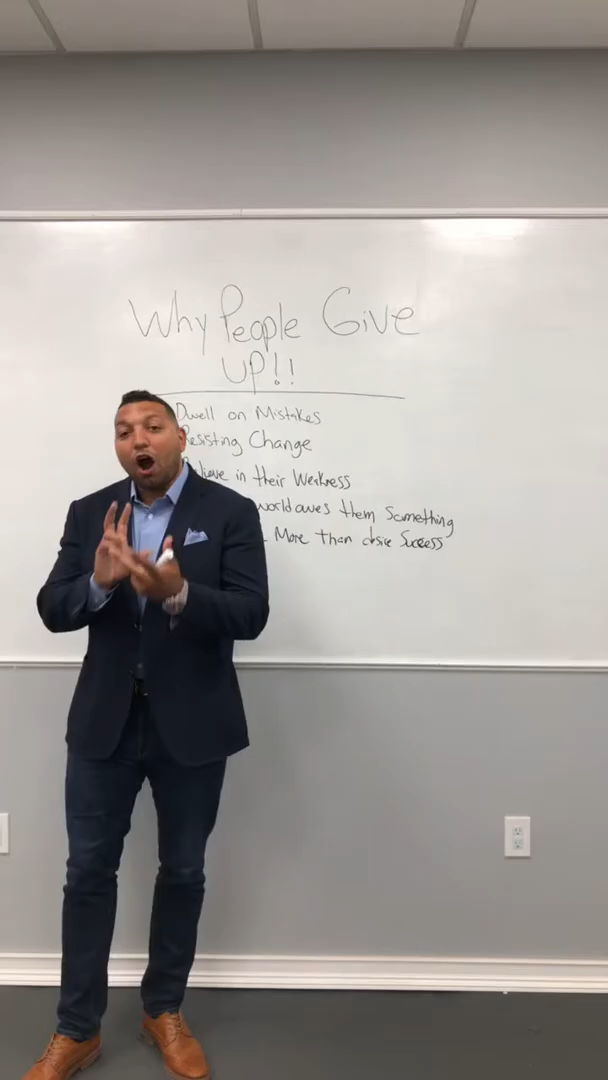 Why People Give
UP!!
Dwell on Mistakes
Resisting Change
Believe in their Weakness
world owes them Something
More than desire Success